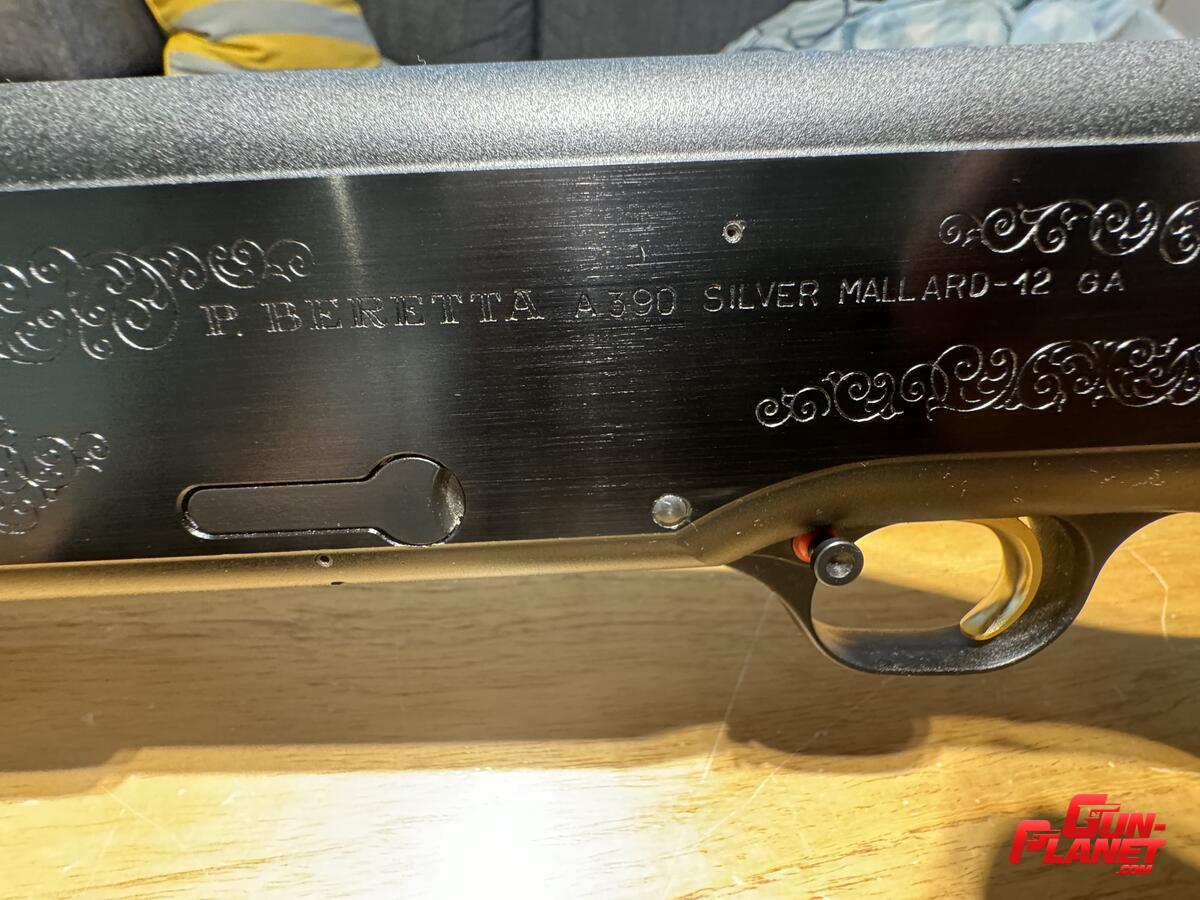 P. BERETTA A390 SILVER MALLARD-12 GA
GUN-
PLANET
.COM